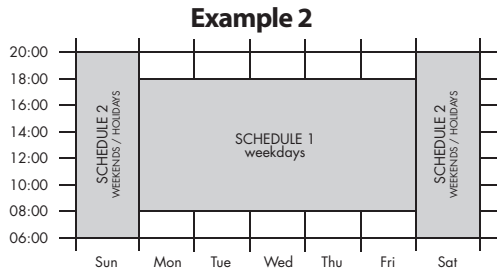 Example 2
20:00
18:00
16:00
14:00
12:00
10:00
08:00
06:00
SCHEDULE 2
WEEKENDS / HOLIDAYS
SCHEDULE 1
weekdays
SCHEDULE 2
WEEKENDS / HOLIDAYS
Sun Mon Tue Wed Thu Fri Sat